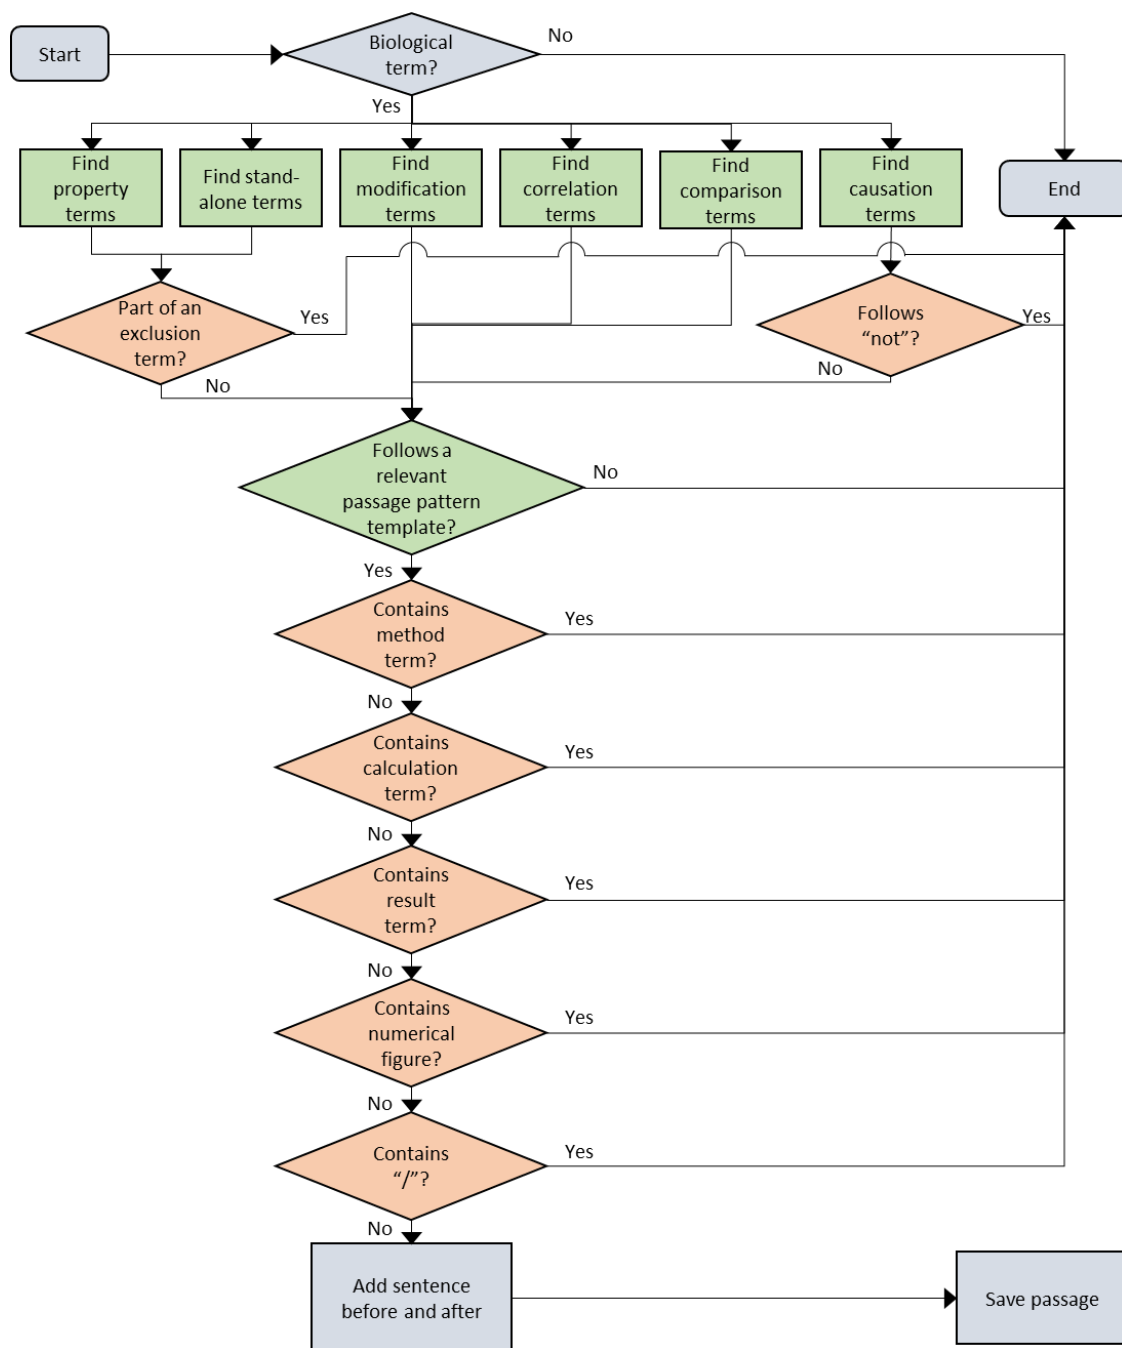 Start
Biological
term?
No
Yes
Find
property
terms
Find stand-
alone terms
Find
modification
terms
Find
correlation
terms
Find
comparison
terms
Find
causation
terms
End
Part of an
exclusion
term?
Yes
No
Follows
“not”?
Yes
No
Follows a
relevant
passage pattern
template?
No
Yes
Contains
method
term?
Yes
No
Contains
calculation
term?
Yes
No
Contains
result
term?
Yes
No
Contains
numerical
figure?
Yes
No
Contains
“/”?
Yes
No
Add sentence
before and after
Save passage